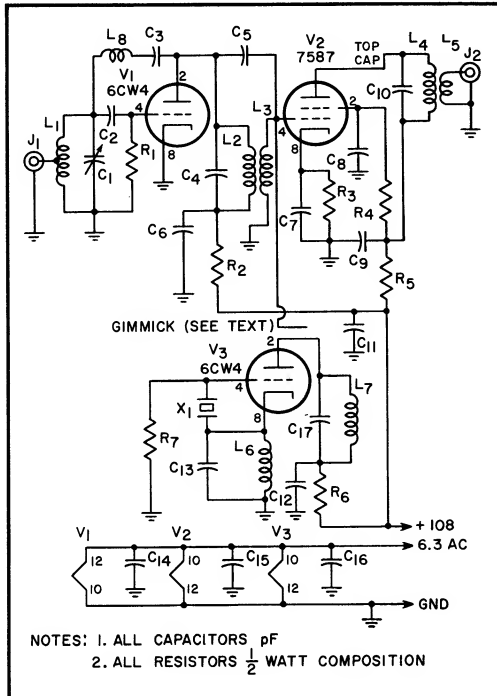 L8
C3
C5
V1
6CW4
V2
7587
TOP
CAP
L4
L5
J2
C10
2
4
8
L3
4
2
8
J1
L1
C2
C1
R1
L2
C4
C8
R3
R4
C7
C9
C6
R2
R5
GIMMICK (SEE TEXT)
C11
V3
6CW4
2
4
8
X1
L7
C17
R7
C13
L6
C12
R6
+ 108
6.3 AC
GND
V1
V2
V3
12
10
C14
10
12
C15
10
12
C16
NOTES: 1. ALL CAPACITORS pF
2. ALL RESISTORS 1/2 WATT COMPOSITION